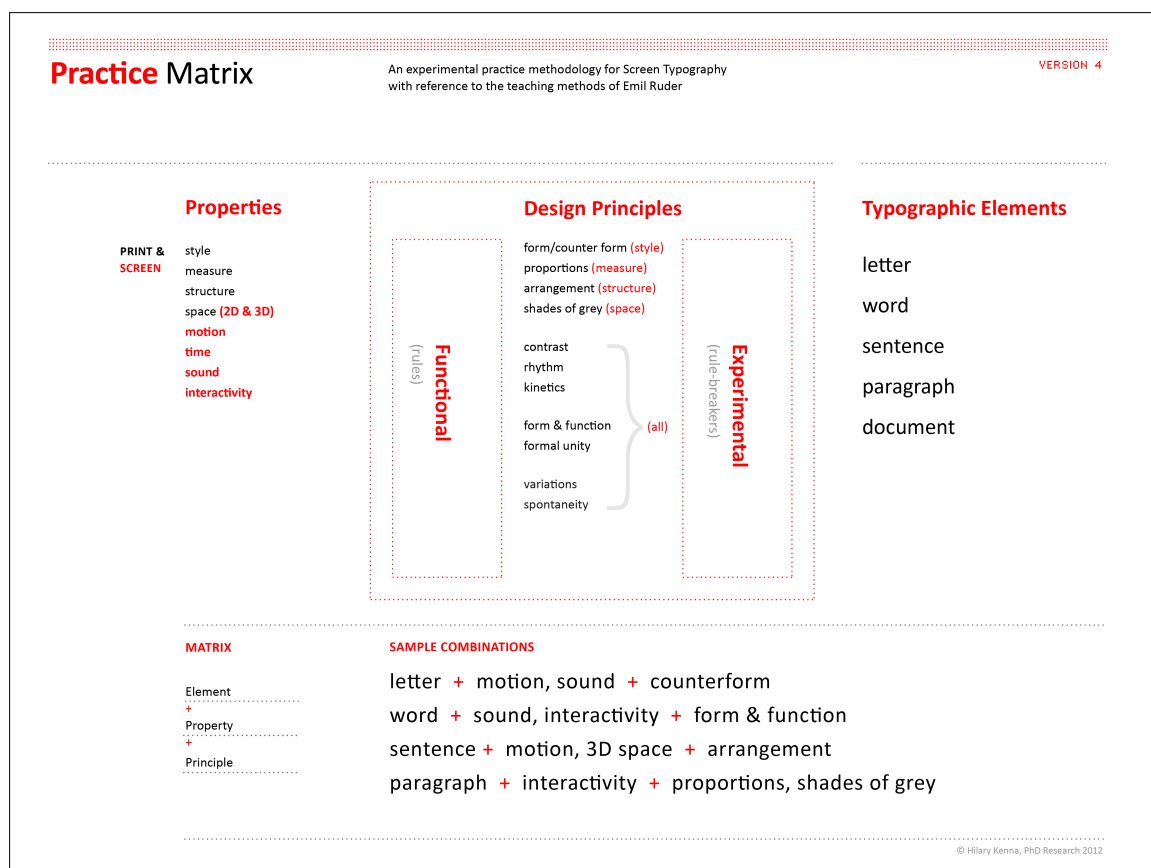 Practice Matrix
An experimental practice methodology for Screen Typography
with reference to the teaching methods of Emil Ruder
VERSION 4
Properties
PRINT &
SCREEN
style
measure
structure
space (2D & 3D)
motion
time
sound
interactivity
Design Principles
Functional
(rules)
form/counter form (style)
proportions (measure)
arrangement (structure)
shades of grey (space)
contrast
rhythm
kinetics
form & function
formal unity
variations
spontaneity
(all)
Experimental
(rule-breakers)
Typographic Elements
letter
word
sentence
paragraph
document
MATRIX
Element
+
Property
+
Principle
SAMPLE COMBINATIONS
letter + motion, sound + counterform
word + sound, interactivity + form & function
sentence + motion, 3D space + arrangement
paragraph + interactivity + proportions, shades of grey
© Hilary Kenna, PhD Research 2012